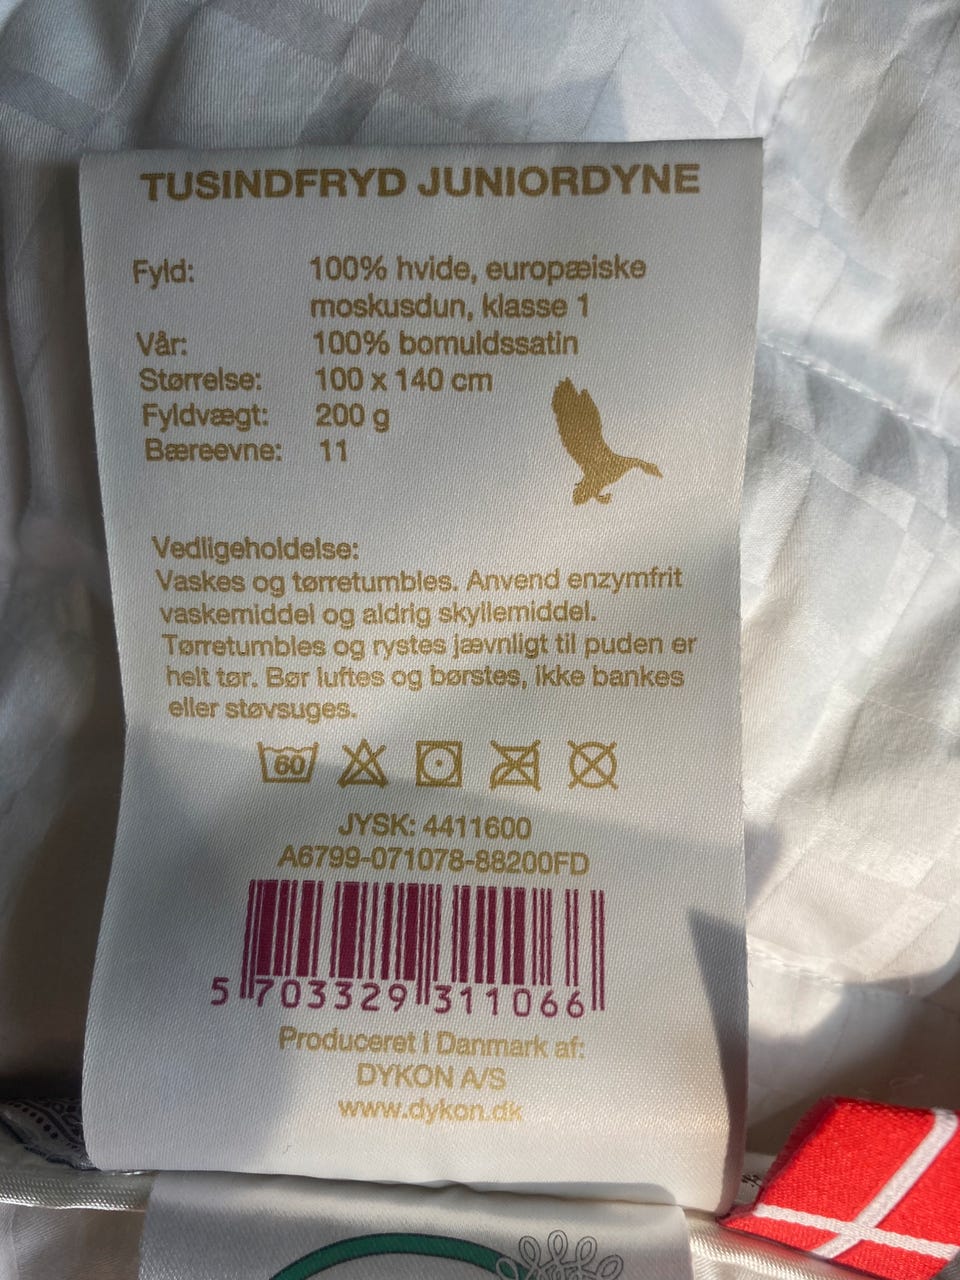 TUSINDFRYD JUNIORDYNE
Fyld: 100% hvide, europæiske
moskusdun, klasse 1
Vår: 100% bomuldssatin
Størrelse: 100 x 140 cm
Fyldvægt: 200 g
Bæreevne: 11
Vedligeholdelse:
Vaskes og tørretumbles. Anvend enzymfrit
vaskemiddel og aldrig skyllemiddel.
Tørretumbles og rystes jævnligt til puden er
helt tør. Bør luftes og børstes, ikke bankes
eller støvsuges.
60
JYSK: 4411600
A6799-071078-88200FD
5 703329 311066
Produceret i Danmark af:
DYKON A/S
www.dykon.dk